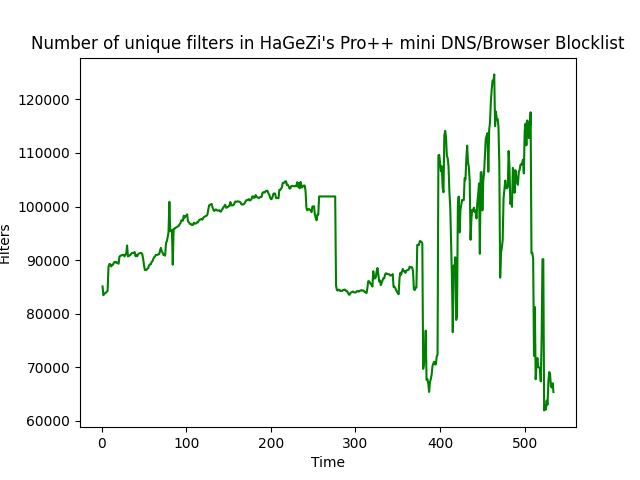 Number of unique filters in HaGeZi's Pro++ mini DNS/Browser Blocklist
120000
110000
100000
90000
80000
70000
60000
Filters
0 100 200 300 400 500
Time